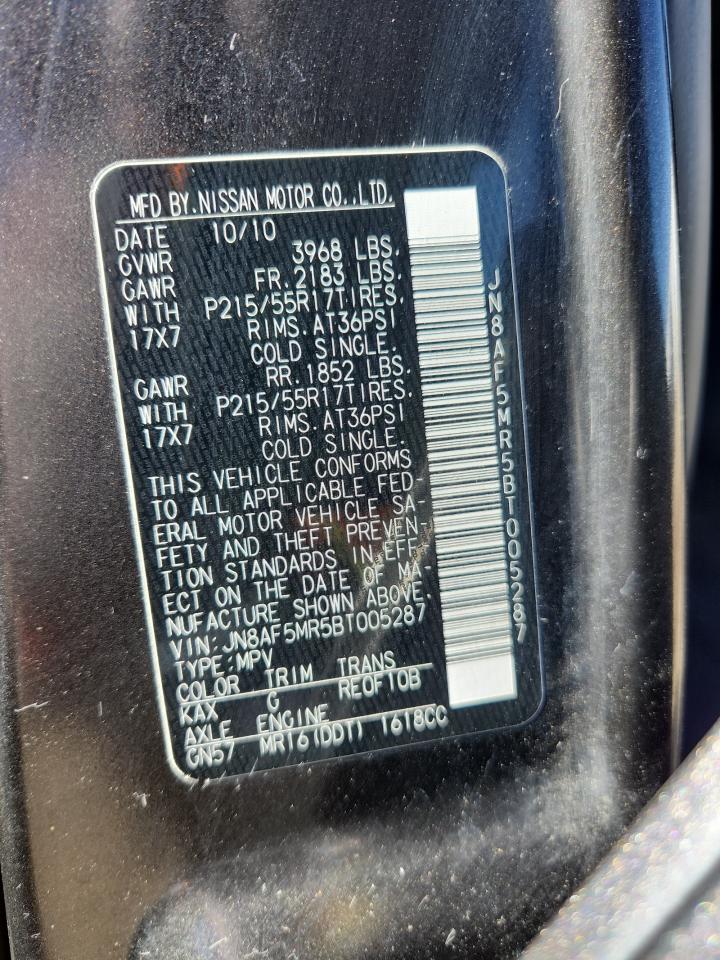 MFD BY.NISSAN MOTOR CO.,LTD.
DATE 10/10
GVWR 3968 LBS.
GAWR FR.2183 LBS.
WITH P215/55R17TIRES.
17X7 RIMS.AT36PSI
COLD SINGLE.
GAWR RR.1852 LBS.
WITH P215/55R17TIRES.
17X7 RIMS.AT36PSI
COLD SINGLE.
THIS VEHICLE CONFORMS
TO ALL APPLICABLE FED-
ERAL MOTOR VEHICLE SA-
FETY AND THEFT PREVEN-
TION STANDARDS IN EFF-
ECT ON THE DATE OF MA-
NUFACTURE SHOWN ABOVE.
VIN:JN8AF5MR5BT005287
TYPE:MPV
COLOR TRIM TRANS
KAX G RE0F10B
AXLE ENGINE
GN57 MR16(DDT) 1618CC
JN8AF5MR5BT005287